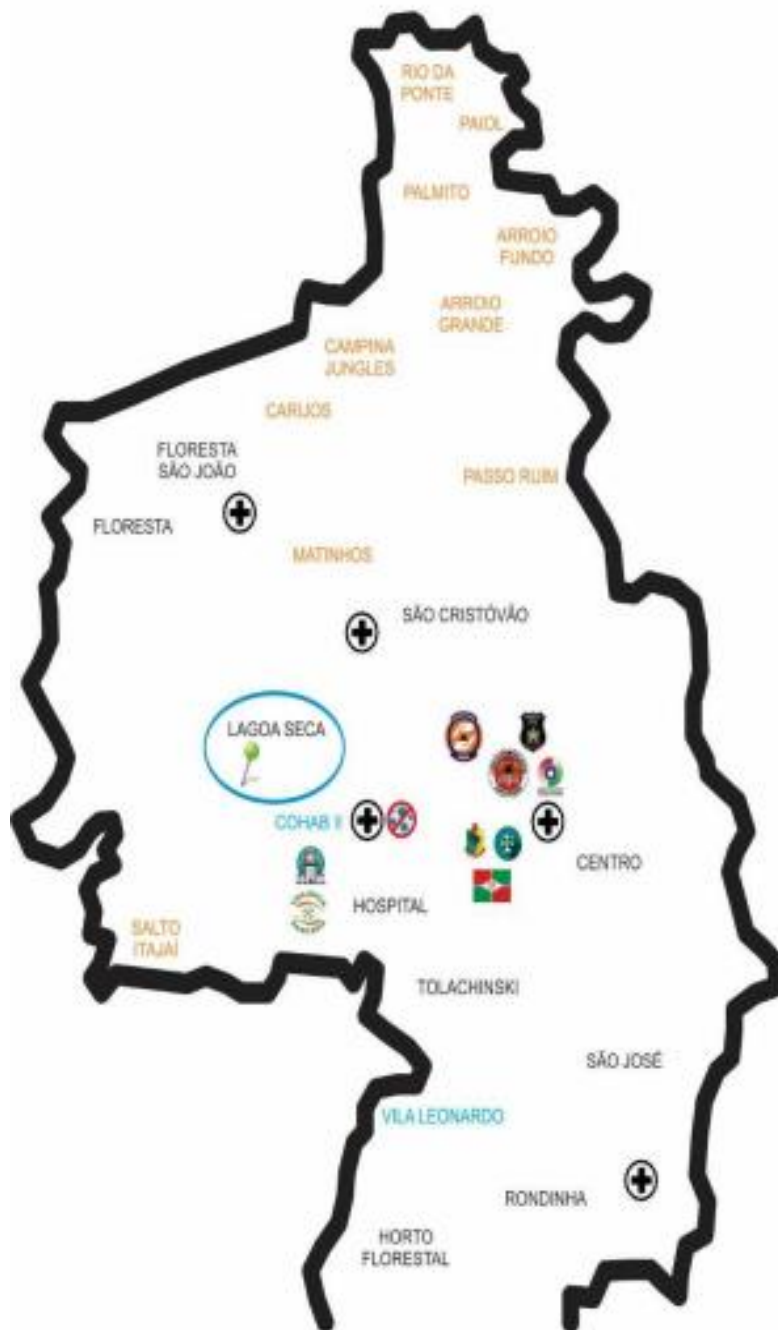 RIO DA
PONTE
PAIOL
PALMITO
ARROIO
FUNDO
ARROIO
GRANDE
CAMPINA
JUNGLES
CARIJOS
FLORESTA
SÃO JOÃO
PASSO RUIM
FLORESTA
MATINHOS
SÃO CRISTÓVÃO
LAGOA SECA
COHAB II
CENTRO
HOSPITAL
SALTO
ITAJAÍ
TOLACHINSKI
SÃO JOSÉ
VILA LEONARDO
RONDINHA
HORTO
FLORESTAL